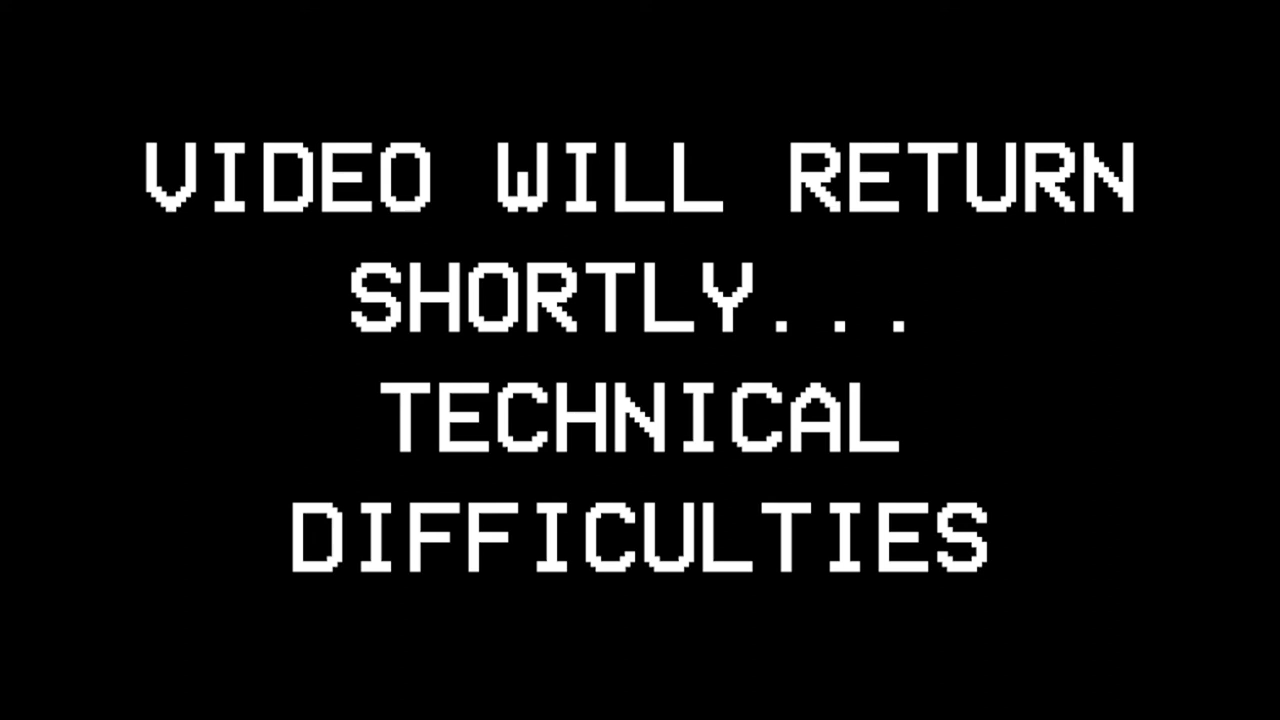 VIDEO WILL RETURN
SHORTLY...
TECHNICAL
DIFFICULTIES